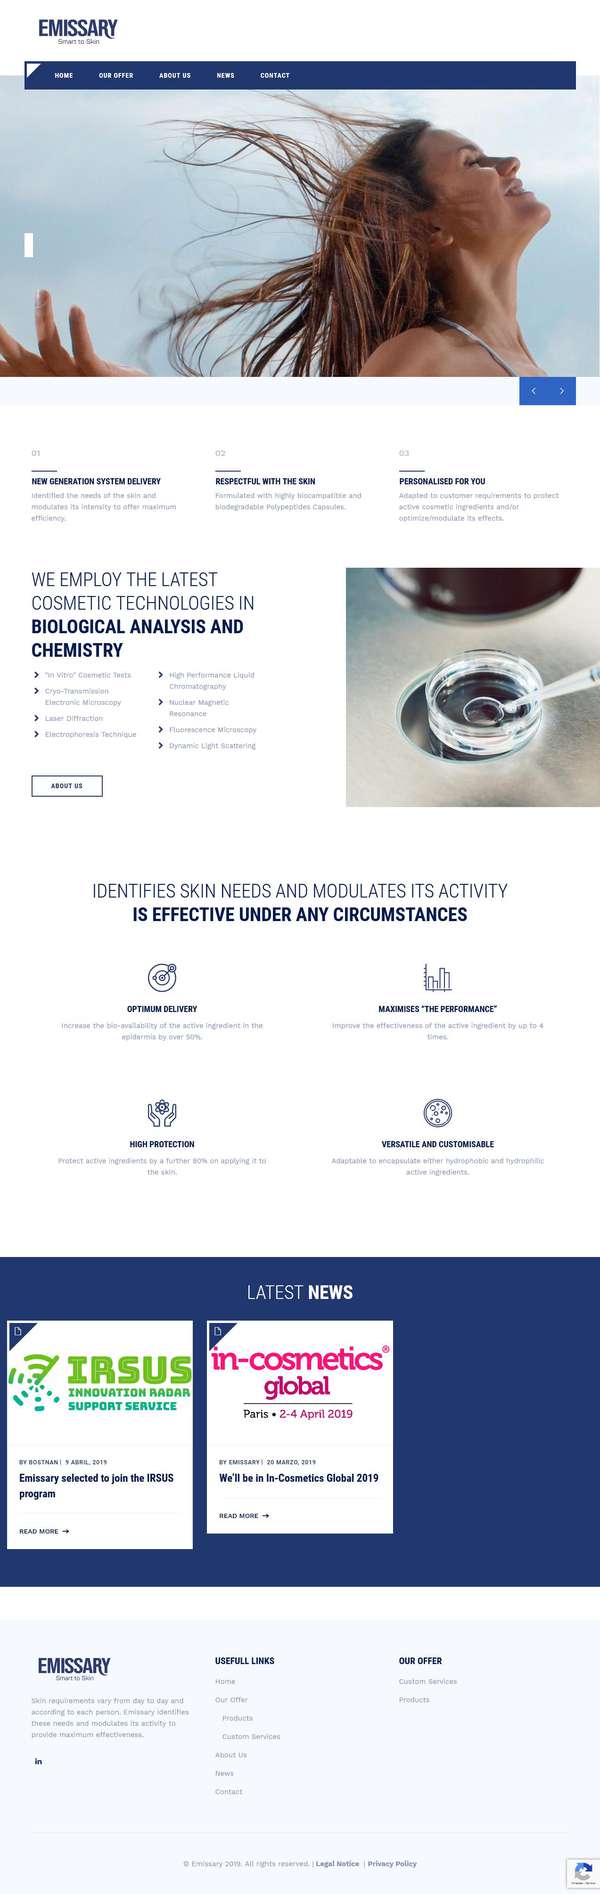 EMISSARY
Smart to Skin
HOME
OUR OFFER
ABOUT US
NEWS
CONTACT
01
NEW GENERATION SYSTEM DELIVERY
Identified the needs of the skin and
modulates its intensity to offer maximum
efficiency.
02
RESPECTFUL WITH THE SKIN
Formulated with highly biocampatible and
biodegradable Polypeptides Capsules.
03
PERSONALISED FOR YOU
Adapted to customer requirements to protect
active cosmetic ingredients and/or
optimize/modulate its effects.
WE EMPLOY THE LATEST
COSMETIC TECHNOLOGIES IN
BIOLOGICAL ANALYSIS AND
CHEMISTRY
"In Vitro" Cosmetic Tests
Cryo-Transmission
Electronic Microscopy
Laser Diffraction
Electrophoresis Technique
High Performance Liquid
Chromatography
Nuclear Magnetic
Resonance
Fluorescence Microscopy
Dynamic Light Scattering
ABOUT US
IDENTIFIES SKIN NEEDS AND MODULATES ITS ACTIVITY
IS EFFECTIVE UNDER ANY CIRCUMSTANCES
OPTIMUM DELIVERY
Increase the bio-availability of the active ingredient in the
epidermis by over 50%.
MAXIMISES “THE PERFORMANCE”
Improve the effectiveness of the active ingredient by up to 4
times.
HIGH PROTECTION
Protect active ingredients by a further 80% on applying it to
the skin.
VERSATILE AND CUSTOMISABLE
Adaptable to encapsulate either hydrophobic and hydrophilic
active ingredients.
LATEST NEWS
IRSUS
INNOVATION RADAR
SUPPORT SERVICE
BY BOSTNAN | 9 ABRIL, 2019
Emissary selected to join the IRSUS
program
READ MORE →
in-cosmetics®
global
Paris • 2-4 April 2019
BY EMISSARY | 20 MARZO, 2019
We’ll be in In-Cosmetics Global 2019
READ MORE →
EMISSARY
Smart to Skin
Skin requirements vary from day to day and
according to each person. Emissary identifies
these needs and modulates its activity to
provide maximum effectiveness.
in
USEFULL LINKS
Home
Our Offer
Products
Custom Services
About Us
News
Contact
OUR OFFER
Custom Services
Products
© Emissary 2019. All rights reserved. | Legal Notice | Privacy Policy